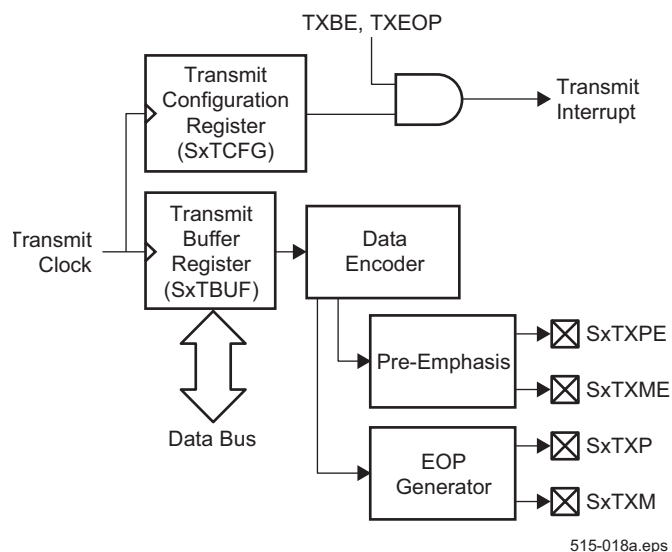 TXBE, TXEOP
Transmit
Configuration
Register
(SxTCFG)
Transmit
Interrupt
Transmit
Clock
Transmit
Buffer
Register
(SxTBUF)
Data
Encoder
Data Bus
Pre-Emphasis
SxTXPE
SxTXME
EOP
Generator
SxTXP
SxTXM
515-018a.eps